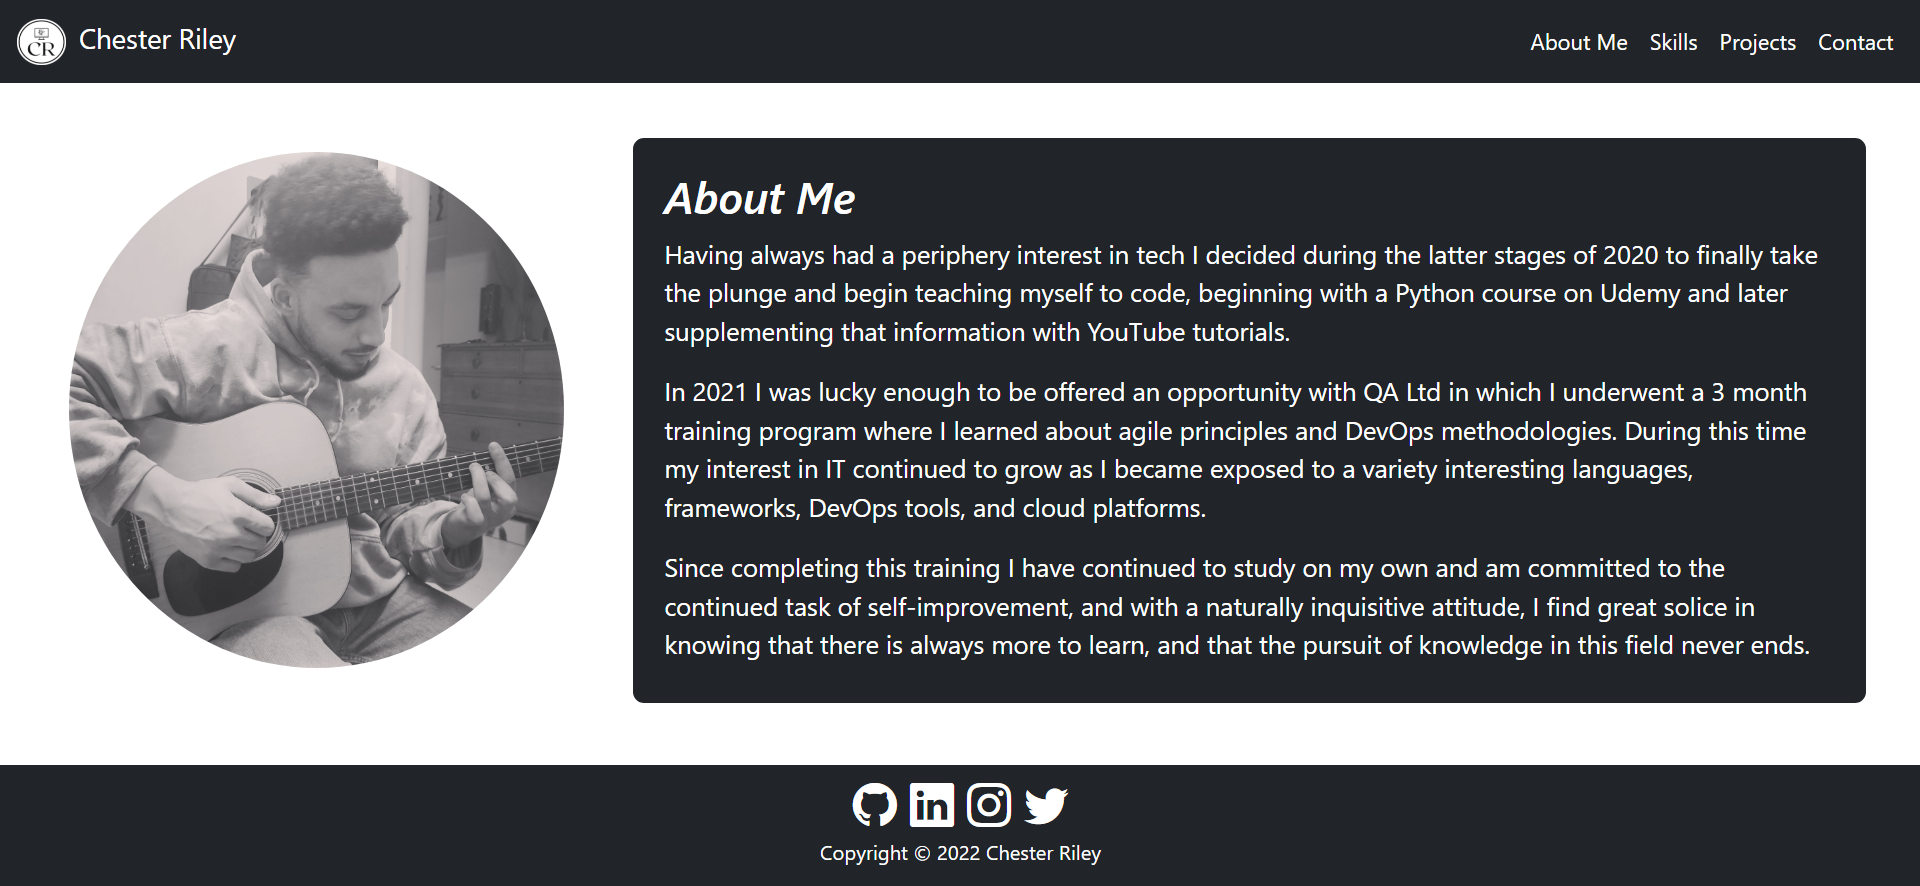 CR
Chester Riley
About Me
Skills
Projects
Contact
About Me
Having always had a periphery interest in tech I decided during the latter stages of 2020 to finally take
the plunge and begin teaching myself to code, beginning with a Python course on Udemy and later
supplementing that information with YouTube tutorials.
In 2021 I was lucky enough to be offered an opportunity with QA Ltd in which I underwent a 3 month
training program where I learned about agile principles and DevOps methodologies. During this time
my interest in IT continued to grow as I became exposed to a variety interesting languages,
frameworks, DevOps tools, and cloud platforms.
Since completing this training I have continued to study on my own and am committed to the
continued task of self-improvement, and with a naturally inquisitive attitude, I find great solice in
knowing that there is always more to learn, and that the pursuit of knowledge in this field never ends.
in
Copyright © 2022 Chester Riley